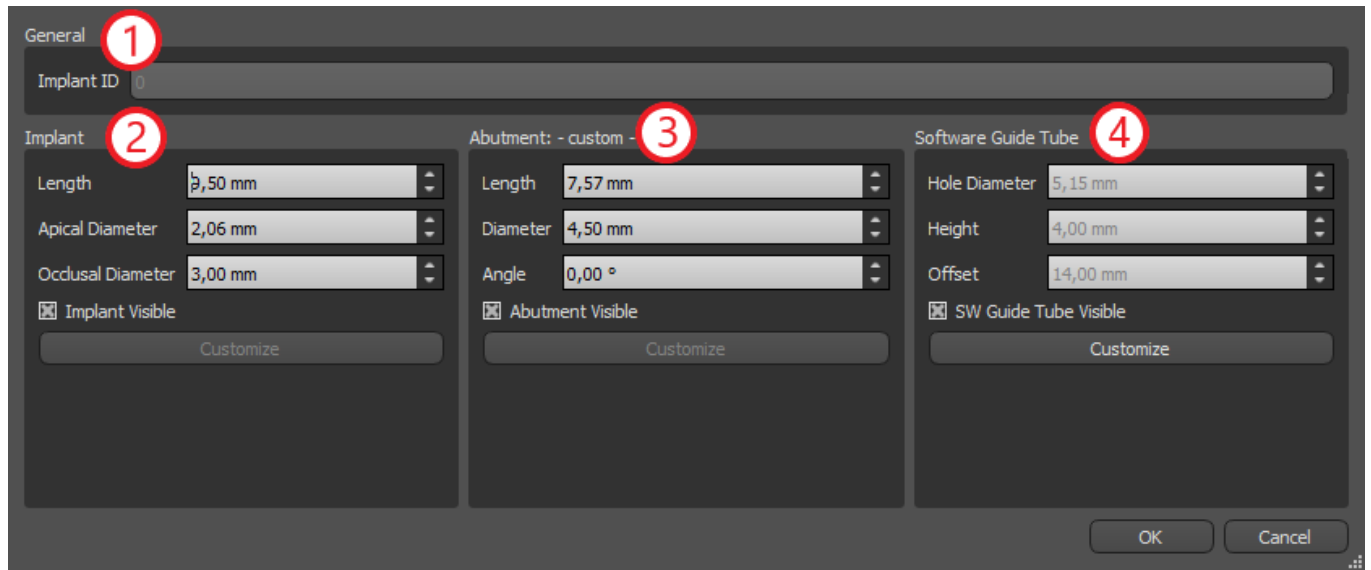 General
1
Implant ID 0
Implant 2
Abutment: - custom - 3
Software Guide Tube 4
Length 9,50 mm
Length 7,57 mm
Hole Diameter 5,15 mm
Apical Diameter 2,06 mm
Diameter 4,50 mm
Height 4,00 mm
Occlusal Diameter 3,00 mm
Angle 0,00 °
Offset 14,00 mm
Implant Visible
Abutment Visible
SW Guide Tube Visible
Customize
Customize
Customize
OK
Cancel